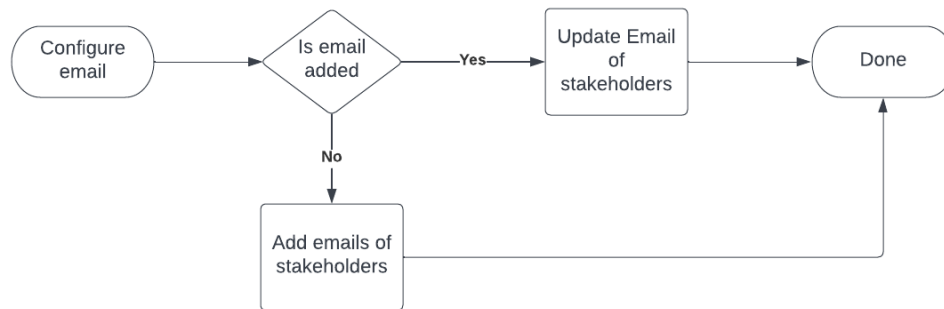 Configure
email
Is email
added
Yes
Update Email
of
stakeholders
Done
No
Add emails of
stakeholders